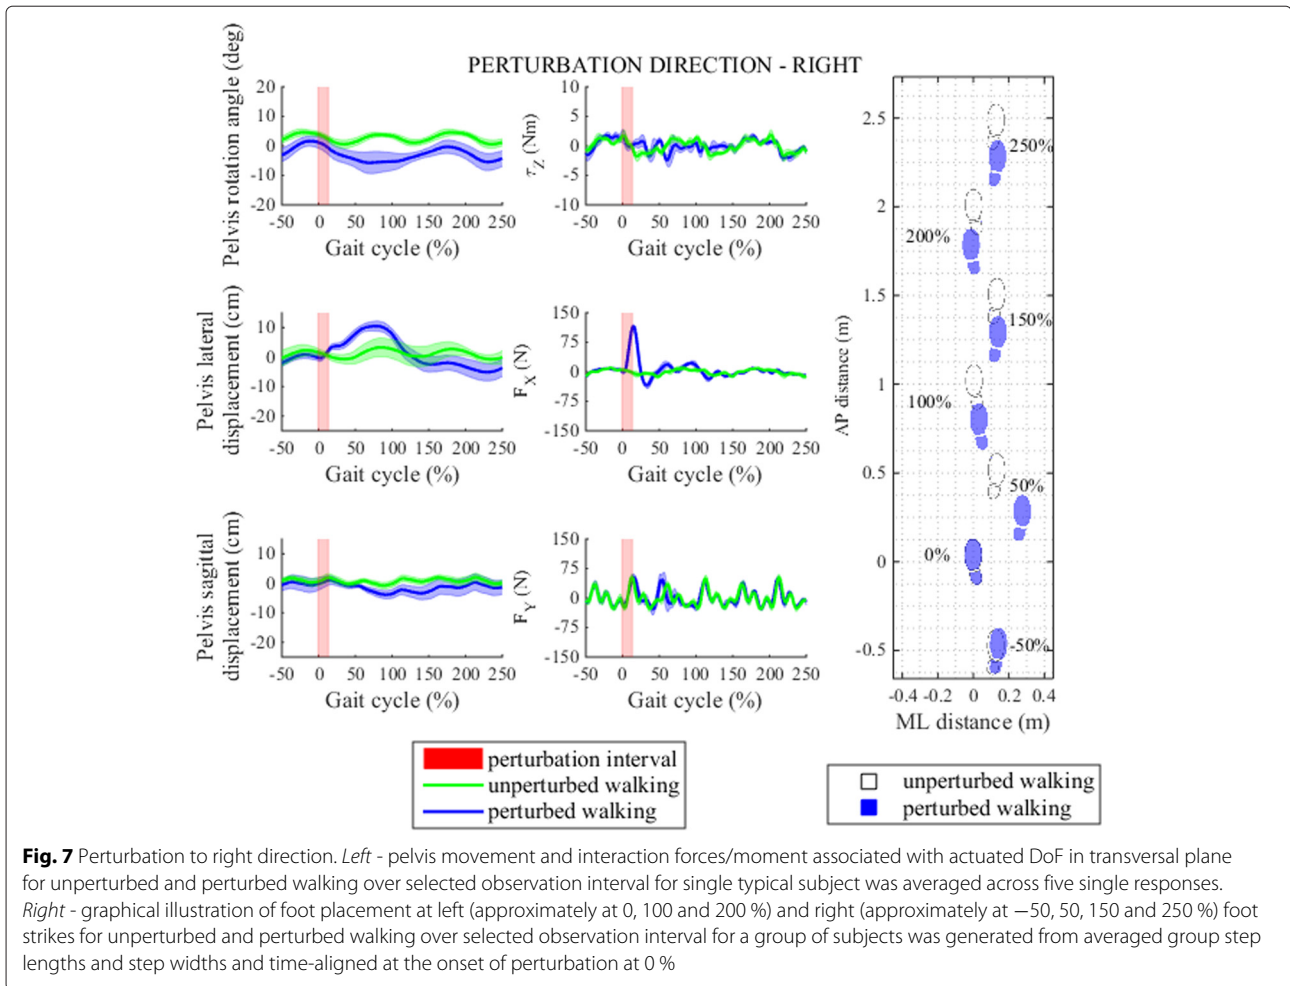 PERTURBATION DIRECTION - RIGHT
Pelvis rotation angle (deg)
20
10
0
-10
-20
-50 0 50 100 150 200 250
Gait cycle (%)
τZ (Nm)
10
5
0
-5
-10
-50 0 50 100 150 200 250
Gait cycle (%)
Pelvis lateral
displacement (cm)
10
0
-10
-20
-50 0 50 100 150 200 250
Gait cycle (%)
FX (N)
150
75
0
-75
-150
-50 0 50 100 150 200 250
Gait cycle (%)
Pelvis sagittal
displacement (cm)
10
0
-10
-20
-50 0 50 100 150 200 250
Gait cycle (%)
FY (N)
150
75
0
-75
-150
-50 0 50 100 150 200 250
Gait cycle (%)
AP distance (m)
2.5
2
1.5
1
0.5
0
-0.5
250%
200%
150%
100%
50%
0%
-50%
-0.4 -0.2 0 0.2 0.4
ML distance (m)
perturbation interval
unperturbed walking
perturbed walking
unperturbed walking
perturbed walking
Fig. 7 Perturbation to right direction. Left - pelvis movement and interaction forces/moment associated with actuated DoF in transversal plane
for unperturbed and perturbed walking over selected observation interval for single typical subject was averaged across five single responses.
Right - graphical illustration of foot placement at left (approximately at 0, 100 and 200 %) and right (approximately at −50, 50, 150 and 250 %) foot
strikes for unperturbed and perturbed walking over selected observation interval for a group of subjects was generated from averaged group step
lengths and step widths and time-aligned at the onset of perturbation at 0 %